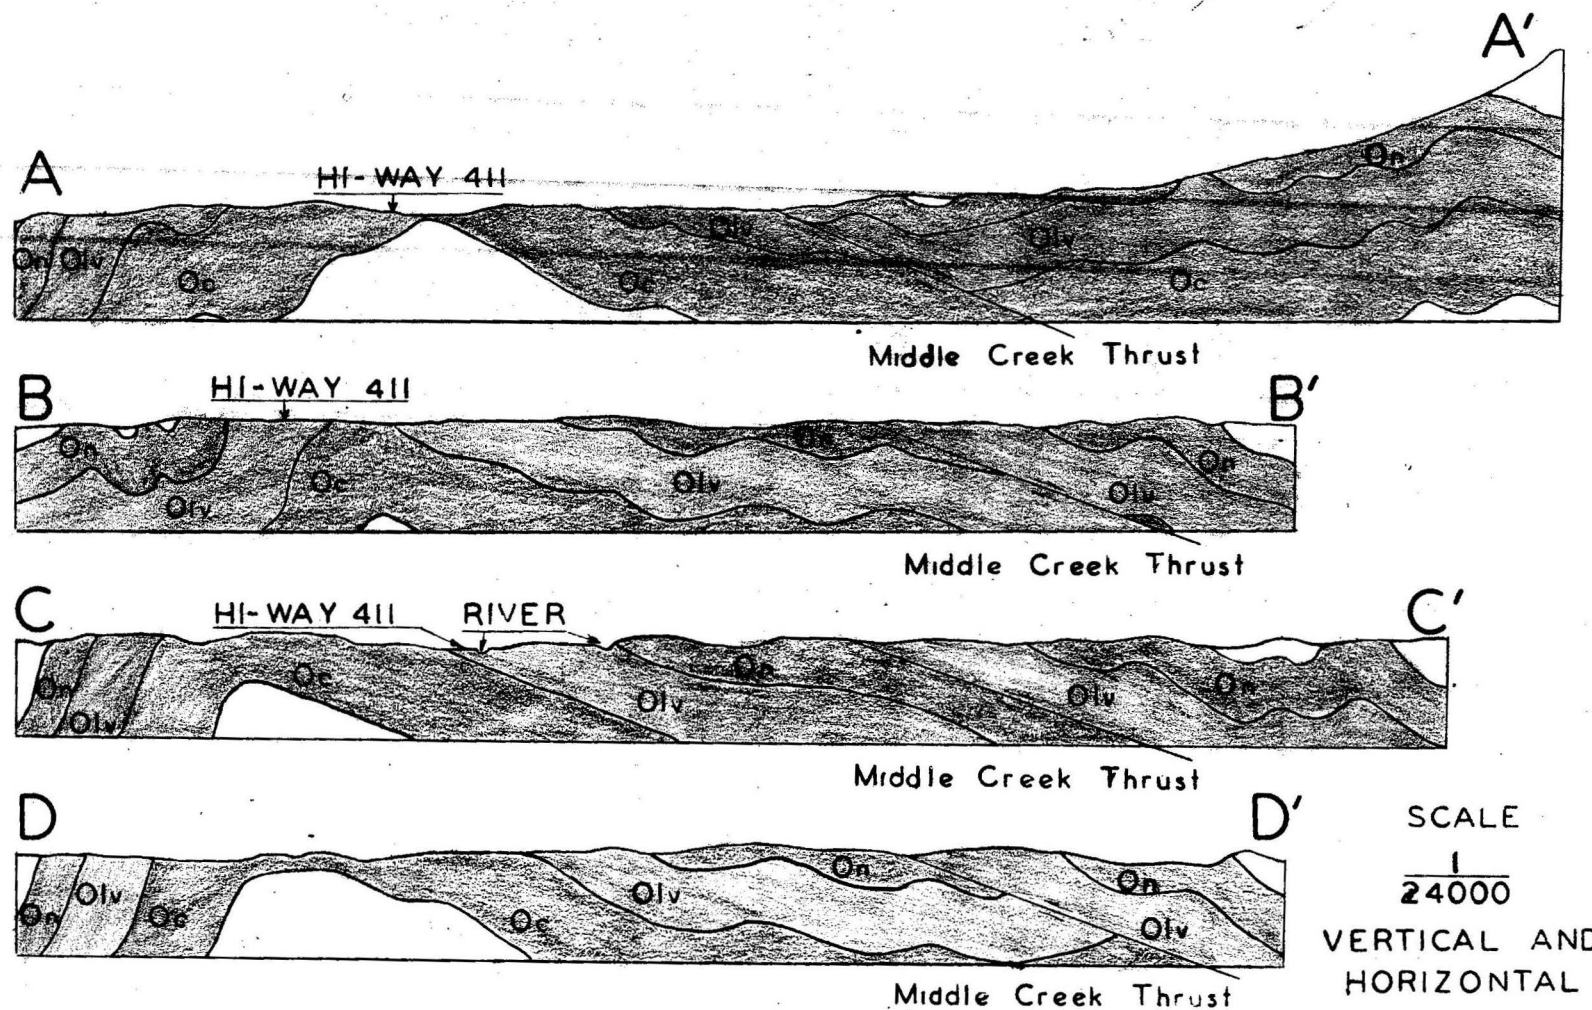 A'
A
HI-WAY 411
On
On Olv
Olv
Olv
Oc
Oc
Oc
Middle Creek Thrust
B
HI-WAY 411
B'
On
On
On
Oc
Olv
Olv
Olv
Middle Creek Thrust
C
HI-WAY 411
RIVER
C'
On
Oc
On
On
Olv
Olv
Olv
Middle Creek Thrust
D
D'
SCALE
1
24000
VERTICAL AND
HORIZONTAL
On
Olv
Oc
Olv
Oc
On
On
Olv
Middle Creek Thrust